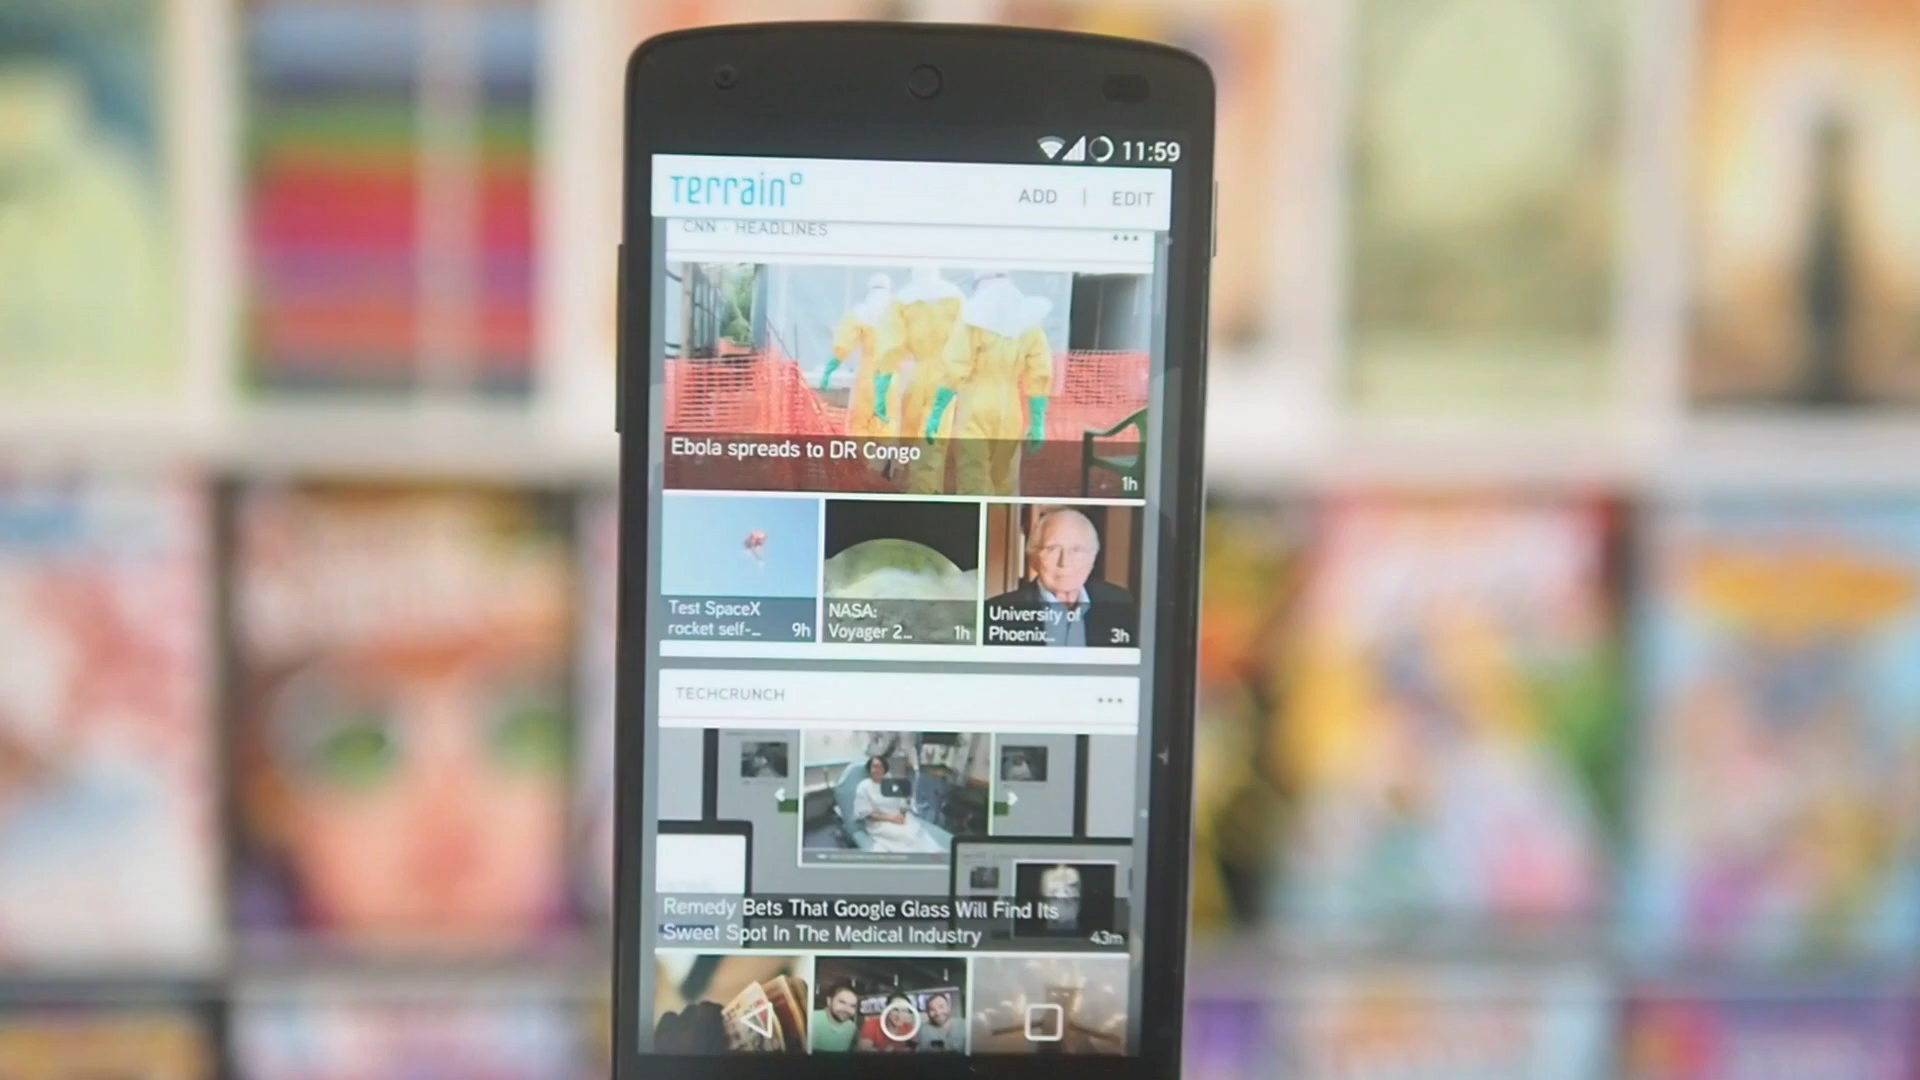 11:59
Terrain
ADD | EDIT
CNN - HEADLINES
Ebola spreads to DR Congo
1h
Test SpaceX
rocket self-... 9h
NASA:
Voyager 2... 1h
University of
Phoenix... 3h
TECHCRUNCH
Remedy Bets That Google Glass Will Find Its
Sweet Spot In The Medical Industry
43m